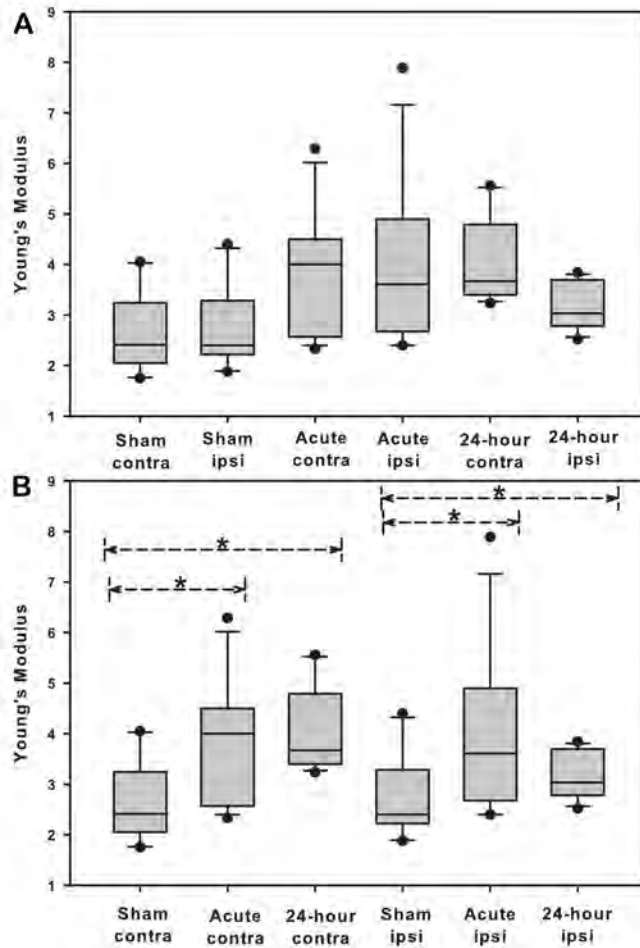 A
Young's Modulus
9
8
7
6
5
4
3
2
1
Sham Sham Acute Acute 24-hour 24-hour
contra ipsi contra ipsi contra ipsi
B
Young's Modulus
9
8
7
6
5
4
3
2
1
*
*
*
*
Sham Acute 24-hour Sham Acute 24-hour
contra contra contra ipsi ipsi ipsi